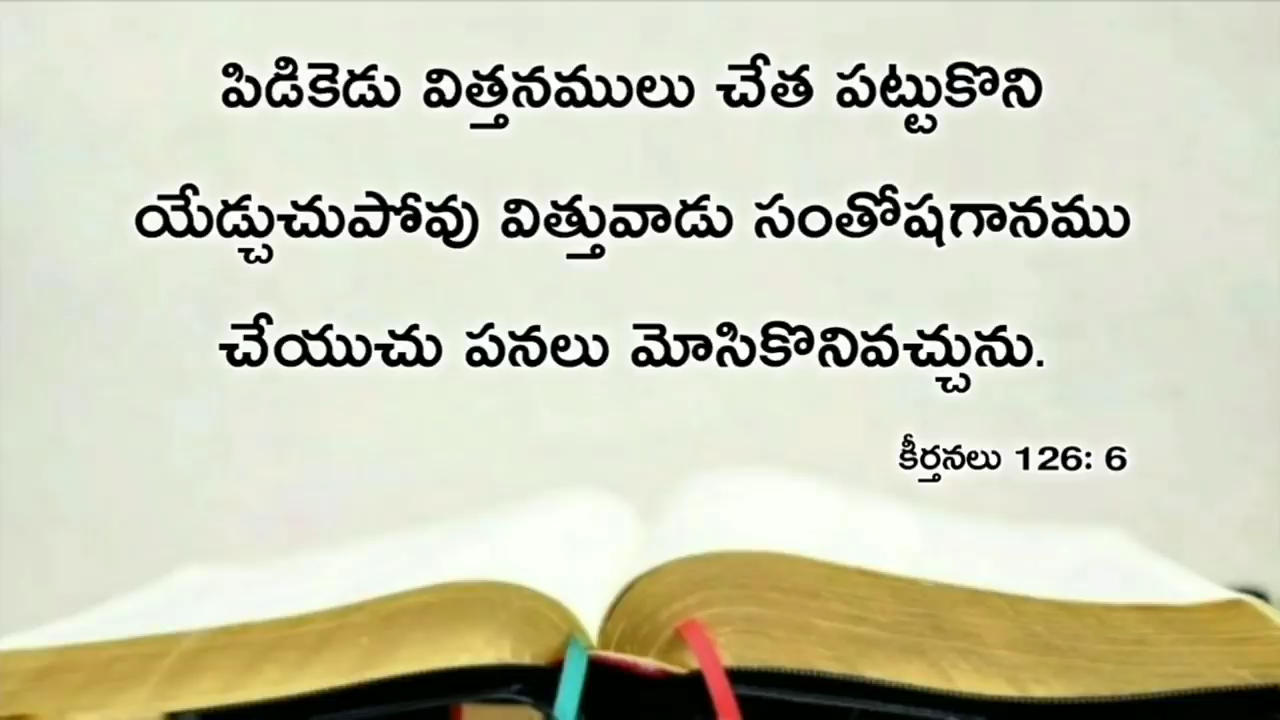 పిడికెడు విత్తనములు చేత పట్టుకొని
యేడ్చుచుపోవు విత్తువాడు సంతోషగానము
చేయుచు పనలు మోసికొనివచ్చును.
కీర్తనలు 126: 6